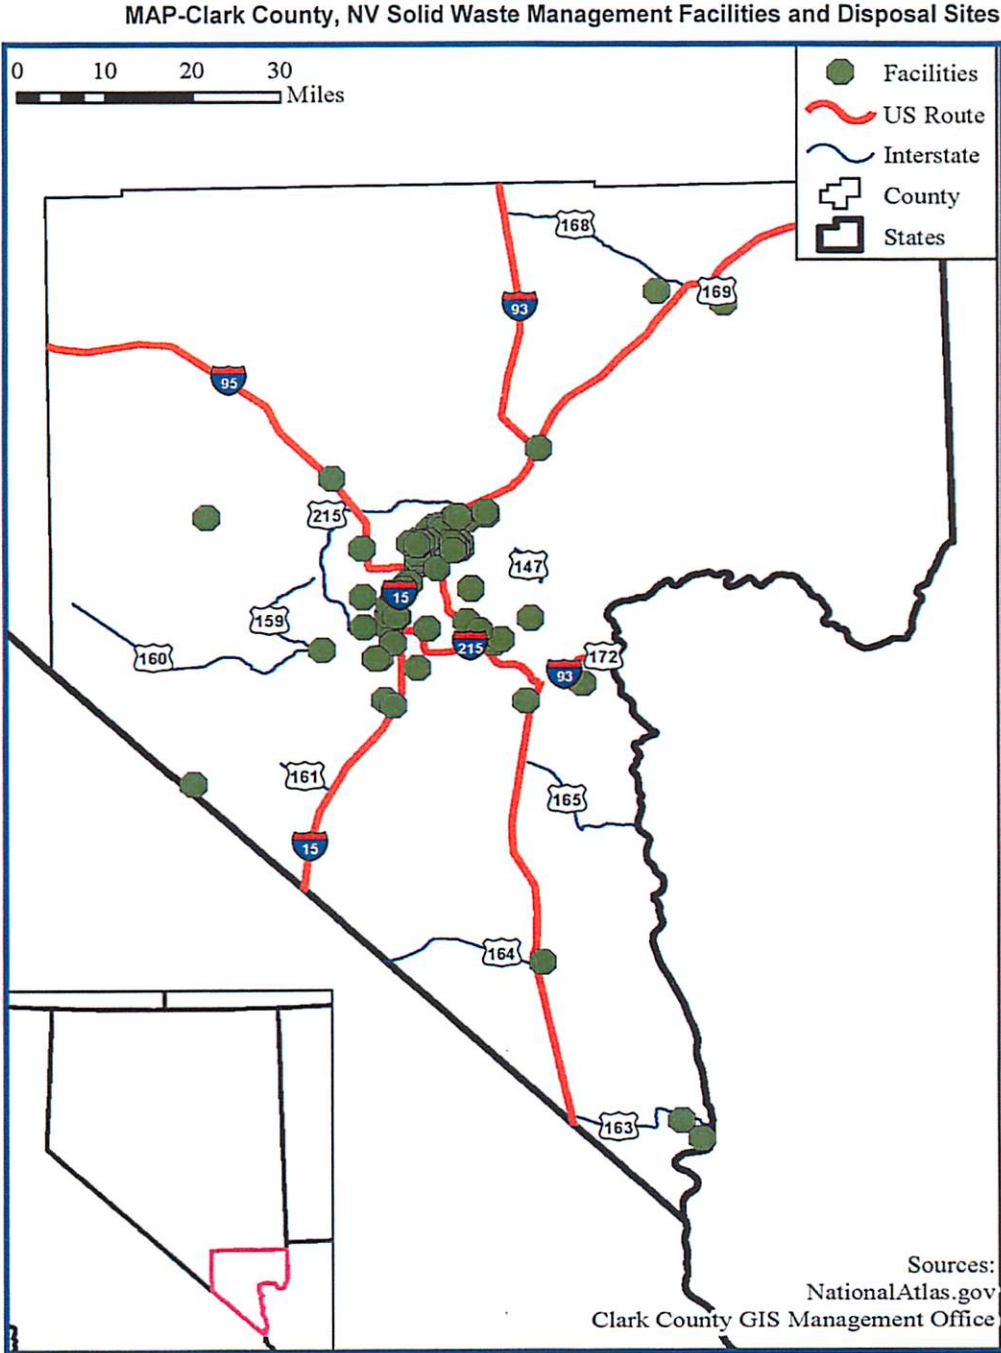 MAP-Clark County, NV Solid Waste Management Facilities and Disposal Sites
0 10 20 30
Miles
Facilities
US Route
Interstate
County
States
168
169
93
95
215
147
15
159
160
215
172
93
161
165
15
164
163
Sources:
NationalAtlas.gov
Clark County GIS Management Office